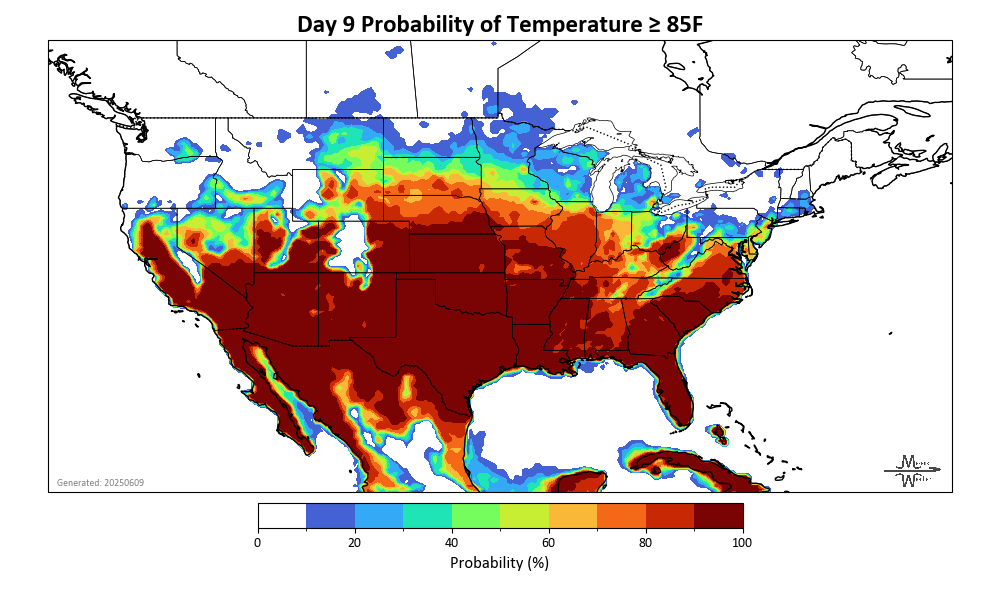 Day 9 Probability of Temperature ≥ 85F
Generated: 20250609
0 20 40 60 80 100
Probability (%)